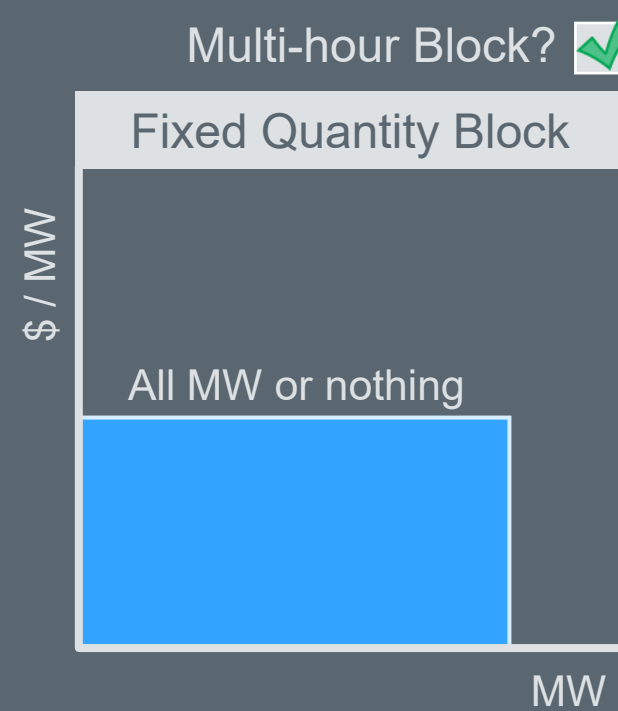 Multi-hour Block?
Fixed Quantity Block
$ / MW
All MW or nothing
MW